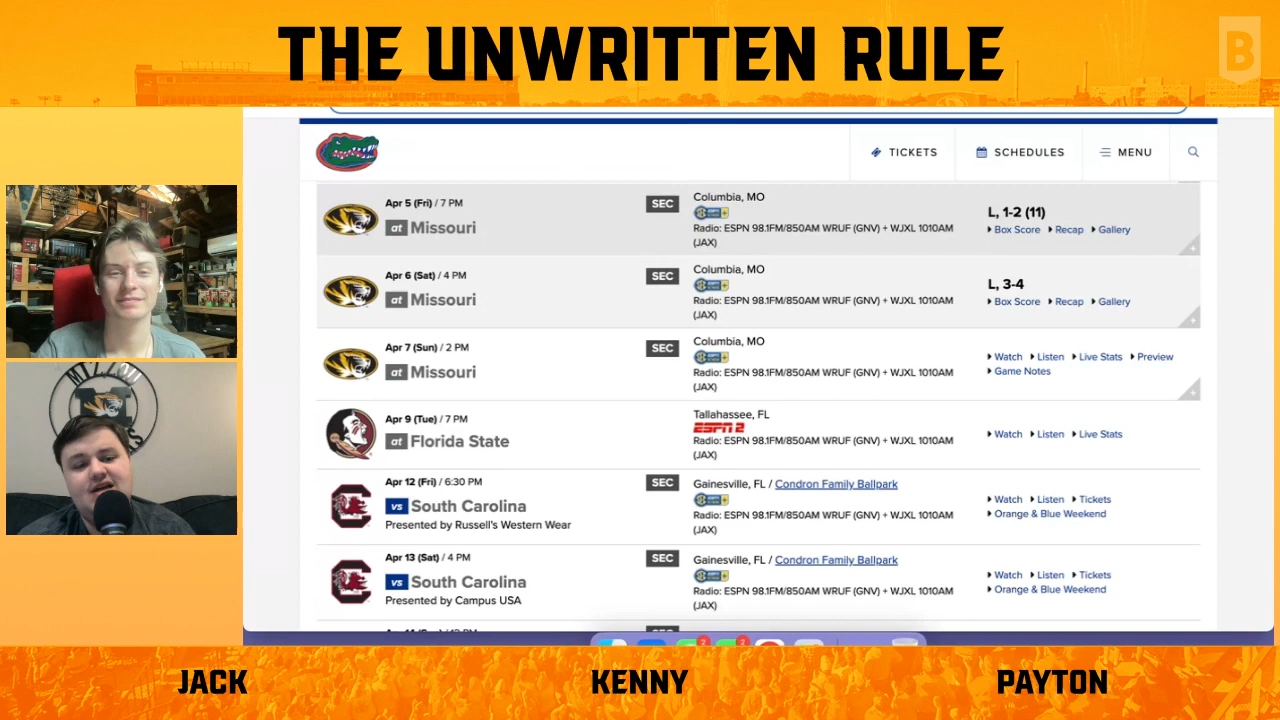 THE UNWRITTEN RULE
B
TICKETS
SCHEDULES
MENU
Apr 5 (Fri) / 7 PM
at Missouri
SEC
Columbia, MO
Radio: ESPN 98.1FM/850AM WRUF (GNV) + WJXL 1010AM
(JAX)
L, 1-2 (11)
Box Score Recap Gallery
Apr 6 (Sat) / 4 PM
at Missouri
SEC
Columbia, MO
Radio: ESPN 98.1FM/850AM WRUF (GNV) + WJXL 1010AM
(JAX)
L, 3-4
Box Score Recap Gallery
Apr 7 (Sun) / 2 PM
at Missouri
SEC
Columbia, MO
Radio: ESPN 98.1FM/850AM WRUF (GNV) + WJXL 1010AM
(JAX)
Watch Listen Live Stats Preview
Game Notes
Apr 9 (Tue) / 7 PM
at Florida State
Tallahassee, FL
ESPN 2
Radio: ESPN 98.1FM/850AM WRUF (GNV) + WJXL 1010AM
(JAX)
Watch Listen Live Stats
Apr 12 (Fri) / 6:30 PM
vs South Carolina
Presented by Russell's Western Wear
SEC
Gainesville, FL / Condron Family Ballpark
Radio: ESPN 98.1FM/850AM WRUF (GNV) + WJXL 1010AM
(JAX)
Watch Listen Tickets
Orange & Blue Weekend
Apr 13 (Sat) / 4 PM
vs South Carolina
Presented by Campus USA
SEC
Gainesville, FL / Condron Family Ballpark
Radio: ESPN 98.1FM/850AM WRUF (GNV) + WJXL 1010AM
(JAX)
Watch Listen Tickets
Orange & Blue Weekend
MIZZOU
2
2
JACK
KENNY
PAYTON